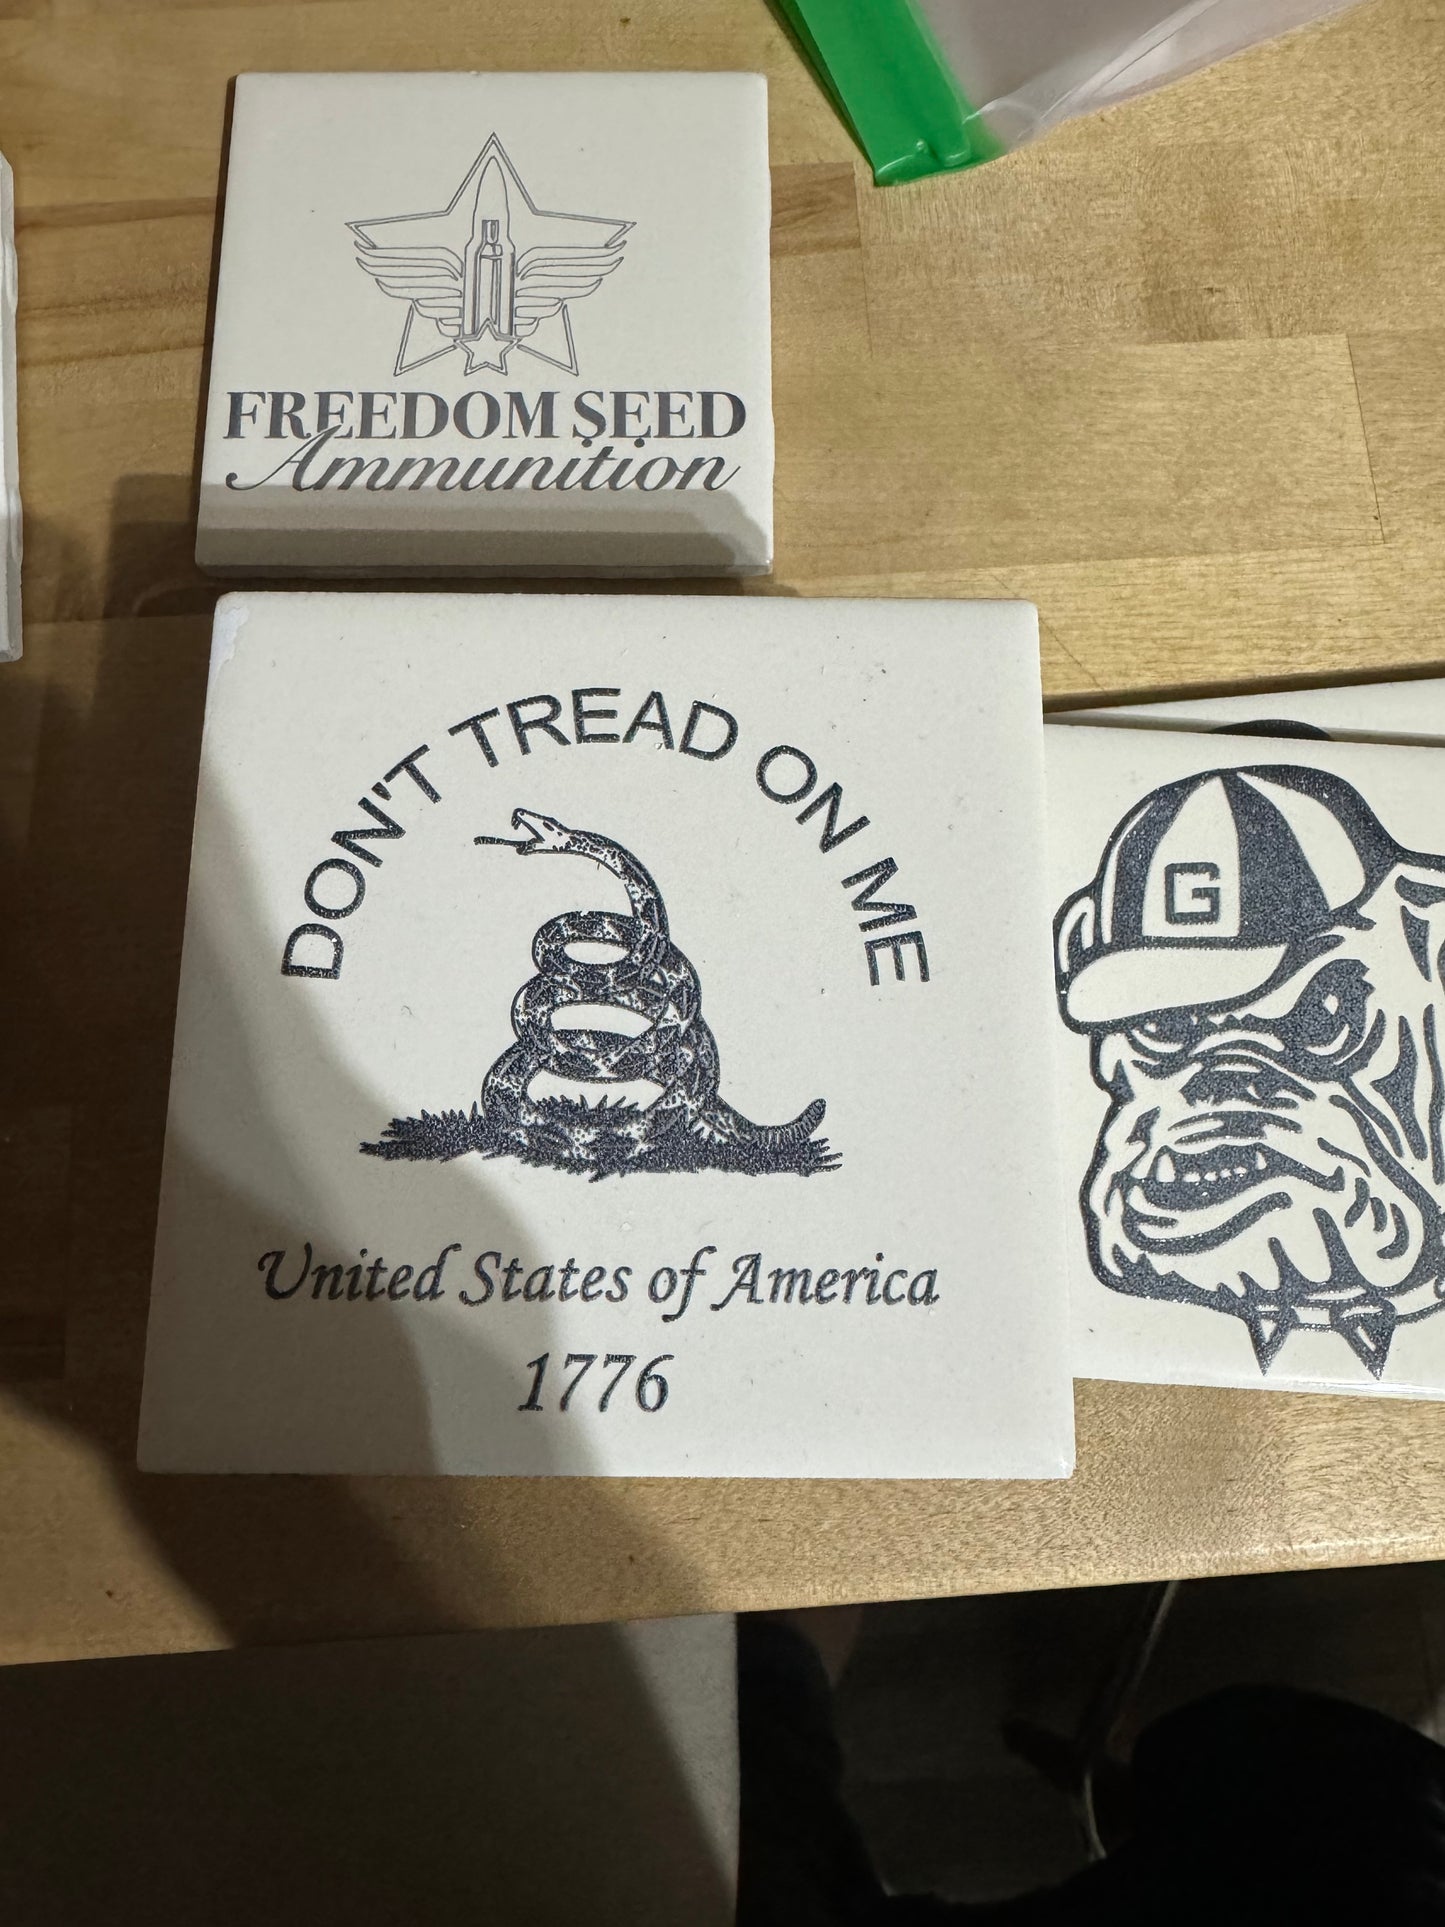 FREEDOM SEED
Ammunition
DON'T TREAD ON ME
G
United States of America
1776